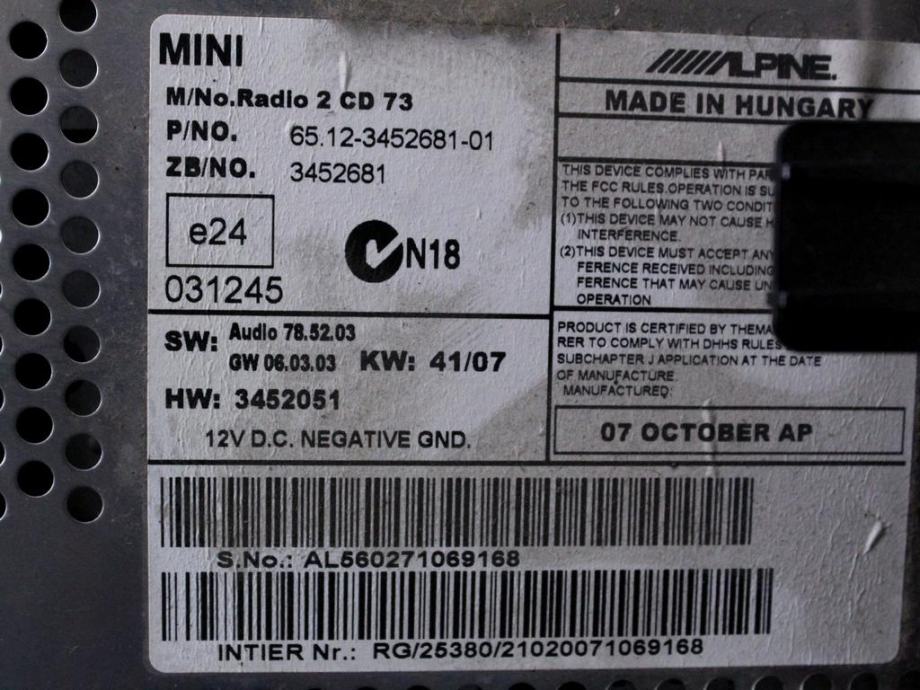 MINI
M/No.Radio 2 CD 73
P/NO. 65.12-3452681-01
ZB/NO. 3452681
e24
N18
031245
SW: Audio 78.52.03
GW 06.03.03 KW: 41/07
HW: 3452051
12V D.C. NEGATIVE GND.
ALPINE.
MADE IN HUNGARY
THIS DEVICE COMPLIES WITH
THE FCC RULES.OPERATION IS
TO THE FOLLOWING TWO
(1)THIS DEVICE MAY NOT CAUSE
INTERFERENCE.
(2)THIS DEVICE MUST ACCEPT ANY
FERENCE RECEIVED INCLUDING
FERENCE THAT MAY CAUSE
OPERATION
PRODUCT IS CERTIFIED BY
RER TO COMPLY WITH DHHS RULES
SUBCHAPTER J APPLICATION AT THE DATE
OF MANUFACTURE.
MANUFACTURED:
07 OCTOBER AP
S.No.: AL560271069168
INTIER Nr.: RG/25380/21020071069168